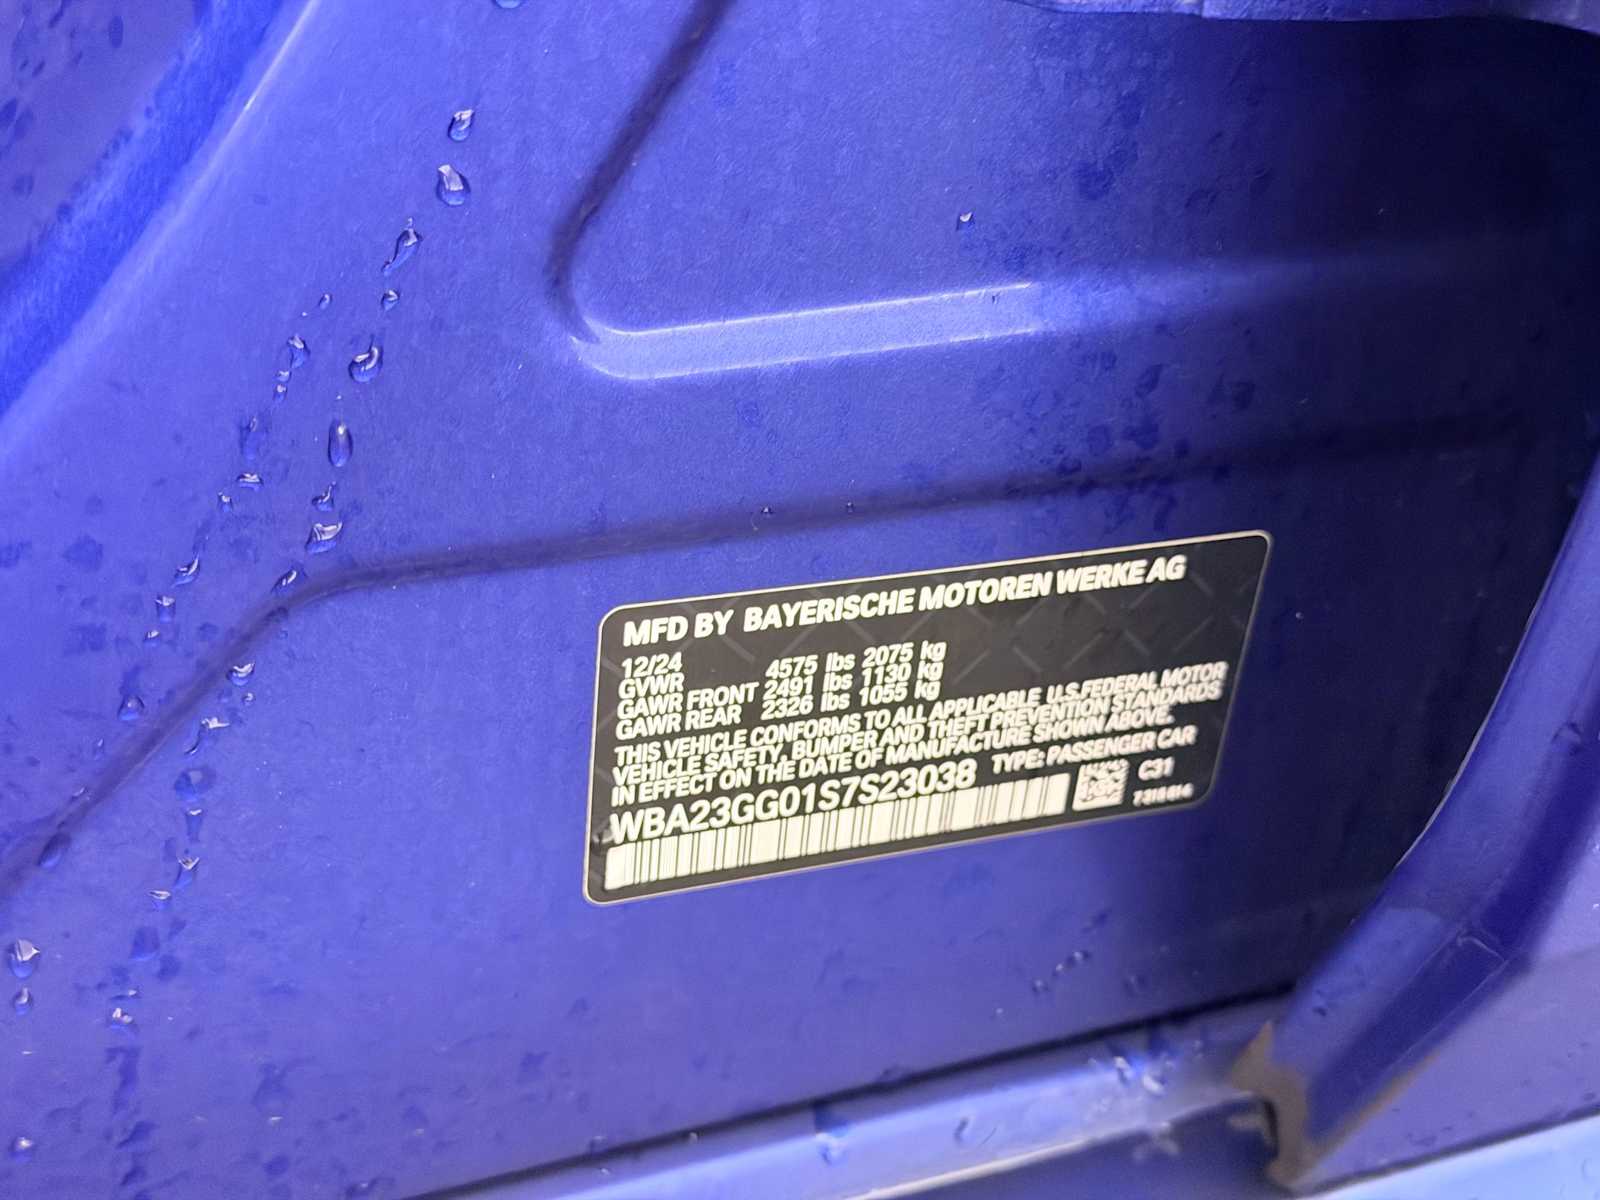 MFD BY BAYERISCHE MOTOREN WERKE AG
12/24
GVWR 4575 lbs 2075 kg
GAWR FRONT 2491 lbs 1130 kg
GAWR REAR 2326 lbs 1055 kg
THIS VEHICLE CONFORMS TO ALL APPLICABLE U.S.FEDERAL MOTOR
VEHICLE SAFETY, BUMPER AND THEFT PREVENTION STANDARDS
IN EFFECT ON THE DATE OF MANUFACTURE SHOWN ABOVE.
WBA23GG01S7S23038 TYPE: PASSENGER CAR
C31